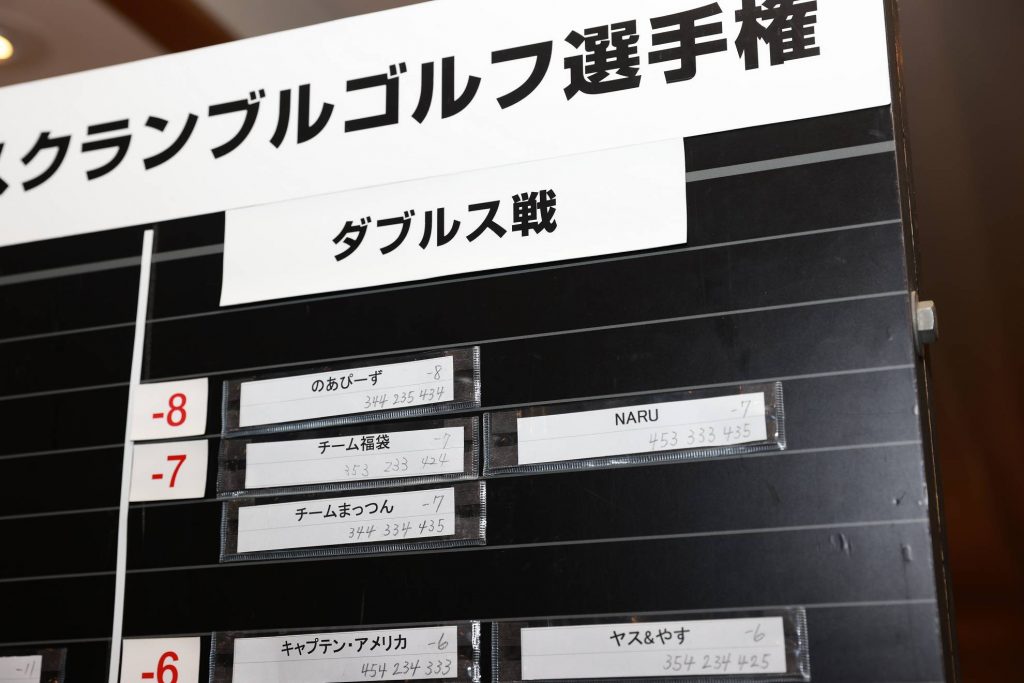 スクランブルゴルフ選手権
ダブルス戦
-8
のあぴーず -8
344 235 434
-7
チーム福袋 -7
353 233 424
NARU -7
453 333 435
チームまっつん -7
344 334 435
-6
キャプテン・アメリカ -6
454 234 333
ヤス&やす -6
354 234 425
-11